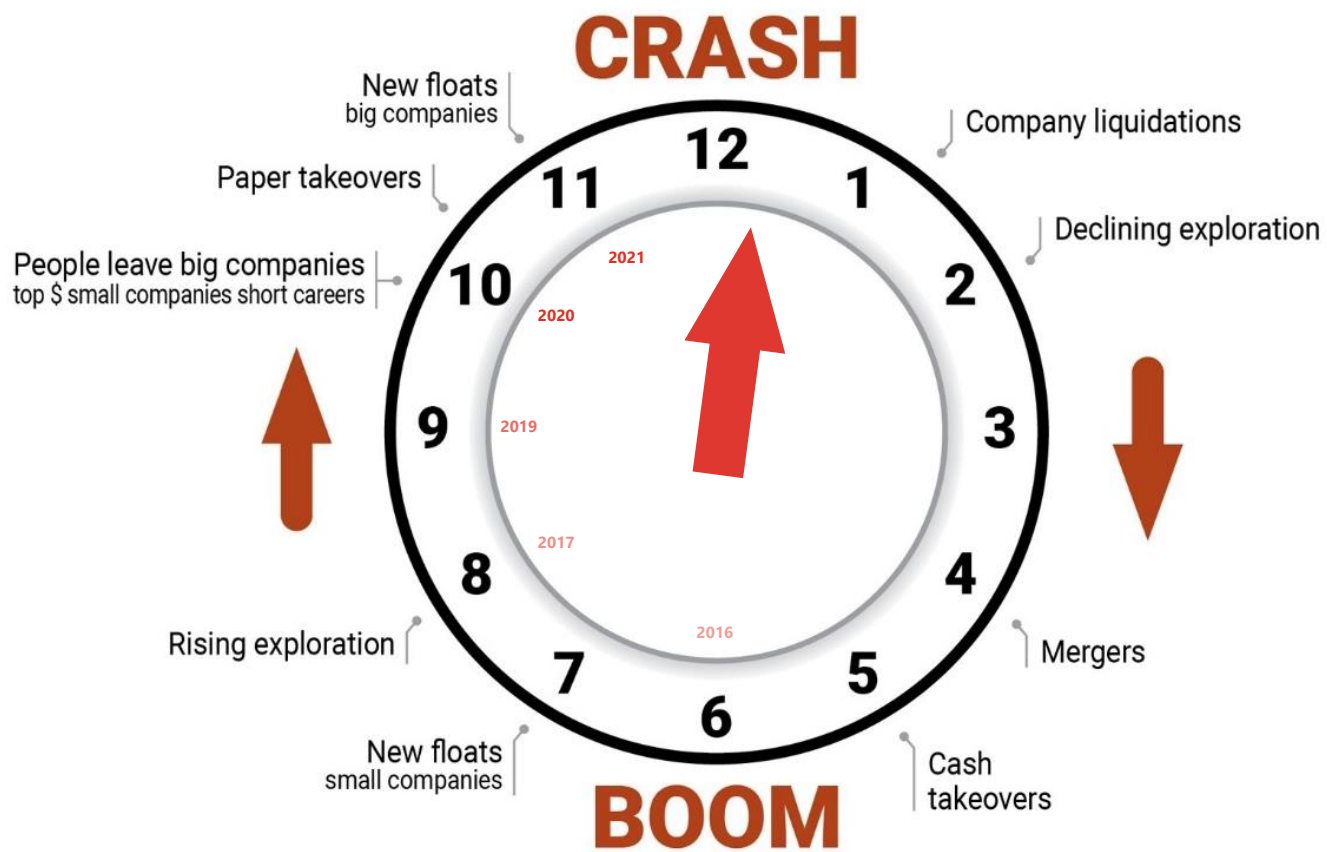 CRASH
New floats
big companies
Company liquidations
12
11
1
Paper takeovers
Declining exploration
2021
People leave big companies
top $ small companies short careers
10
2
2020
9
2019
3
2017
8
4
Rising exploration
2016
Mergers
7
5
6
New floats
small companies
Cash
takeovers
BOOM